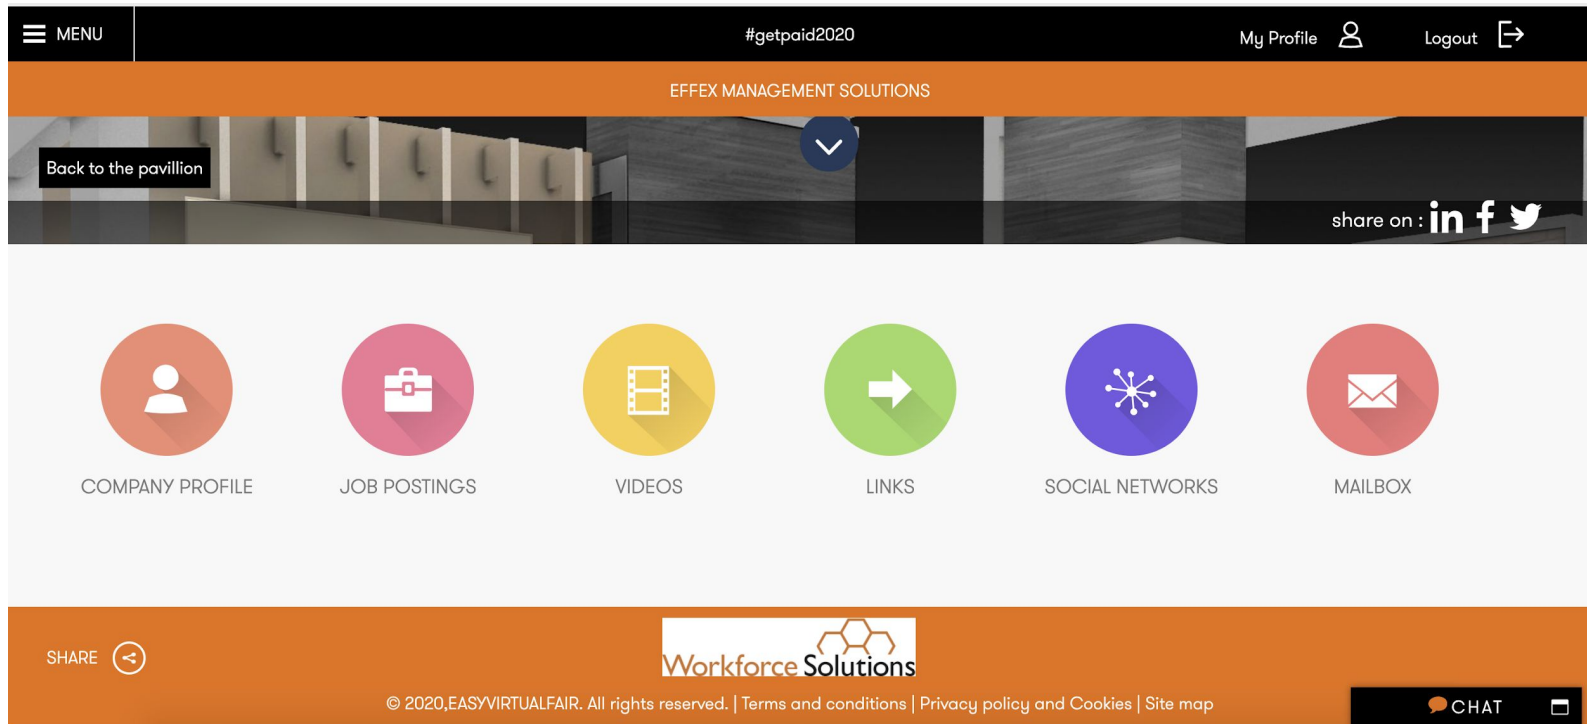 MENU
#getpaid2020
My Profile
Logout
EFFEX MANAGEMENT SOLUTIONS
Back to the pavillion
share on : in f
COMPANY PROFILE
JOB POSTINGS
VIDEOS
LINKS
SOCIAL NETWORKS
MAILBOX
SHARE
Workforce Solutions
© 2020,EASYVIRTUALFAIR. All rights reserved. | Terms and conditions | Privacy policy and Cookies | Site map
CHAT